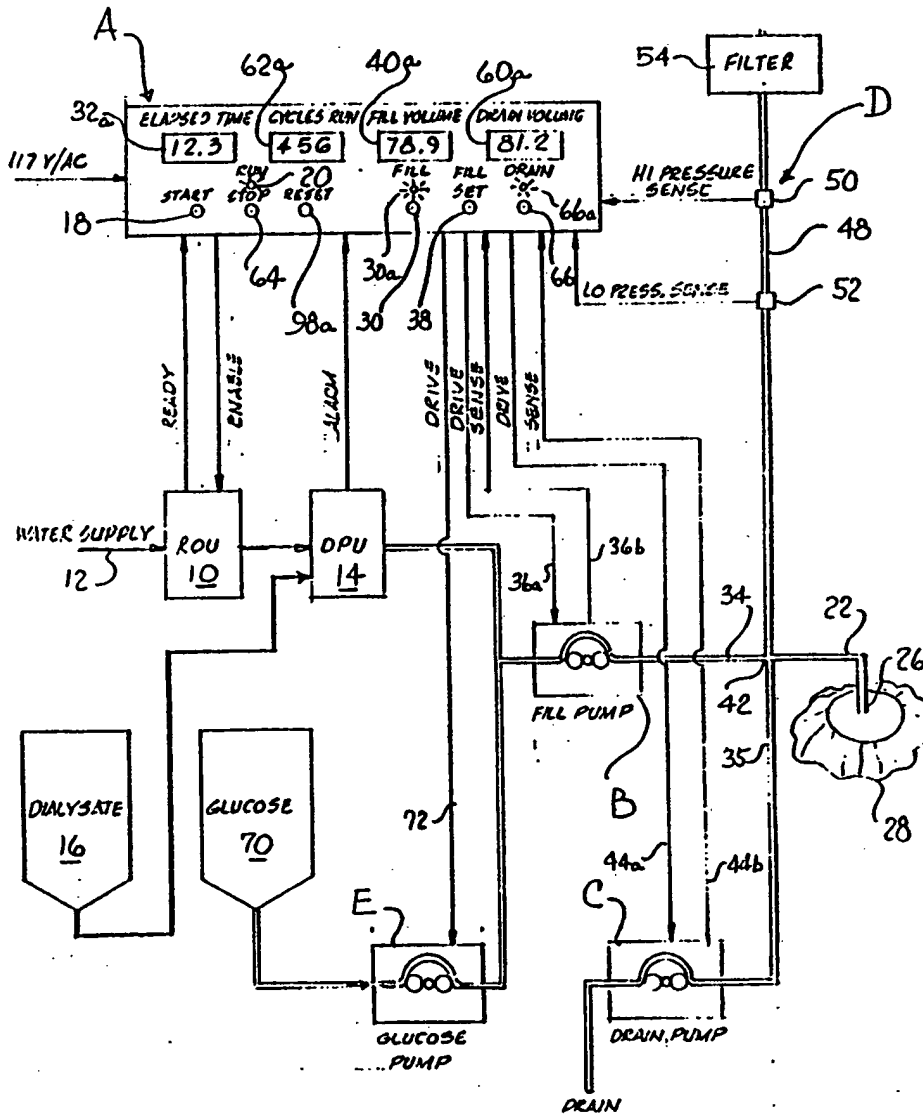 A
62a
40a
60a
54
FILTER
32a
ELAPSED TIME
CYCLES RUN
FILL VOLUME
DRAIN VOLUME
D
12.3
456
78.9
81.2
117 V/AC
RUN
20
FILL
FILL
DRAIN
HI PRESSURE
SENSE
50
START
STOP
RESET
SET
66a
18
30a
48
64
98a
30
38
66
LO PRESS. SENSE
52
READY
ENABLE
ALARM
DRIVE
DRIVE
SENSE
DRIVE
SENSE
WATER SUPPLY
12
ROU
10
DPU
14
36a
36b
34
22
26
42
FILL PUMP
35
B
28
DIALYSATE
16
GLUCOSE
70
72
44a
44b
E
C
GLUCOSE
PUMP
DRAIN PUMP
DRAIN